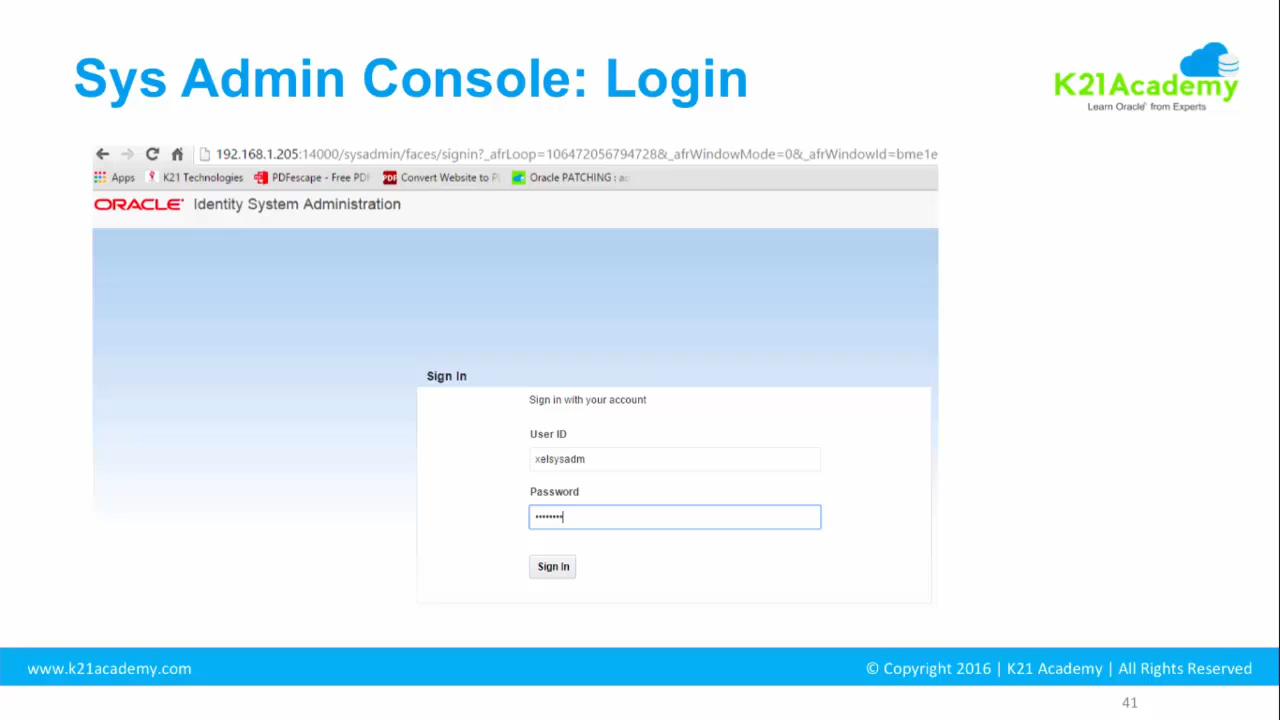 Sys Admin Console: Login
K21Academy
Learn Oracle' from Experts
192.168.1.205:14000/sysadmin/faces/signin?_afrLoop=106472056794728&_afrWindowMode=0&_afrWindowId=bme1e
Apps K21 Technologies PDFescape - Free PDF Convert Website to P Oracle PATCHING : a
ORACLE Identity System Administration
Sign In
Sign in with your account
User ID
xelsysadm
Password
••••••••
Sign In
www.k21academy.com
© Copyright 2016 | K21 Academy | All Rights Reserved
41